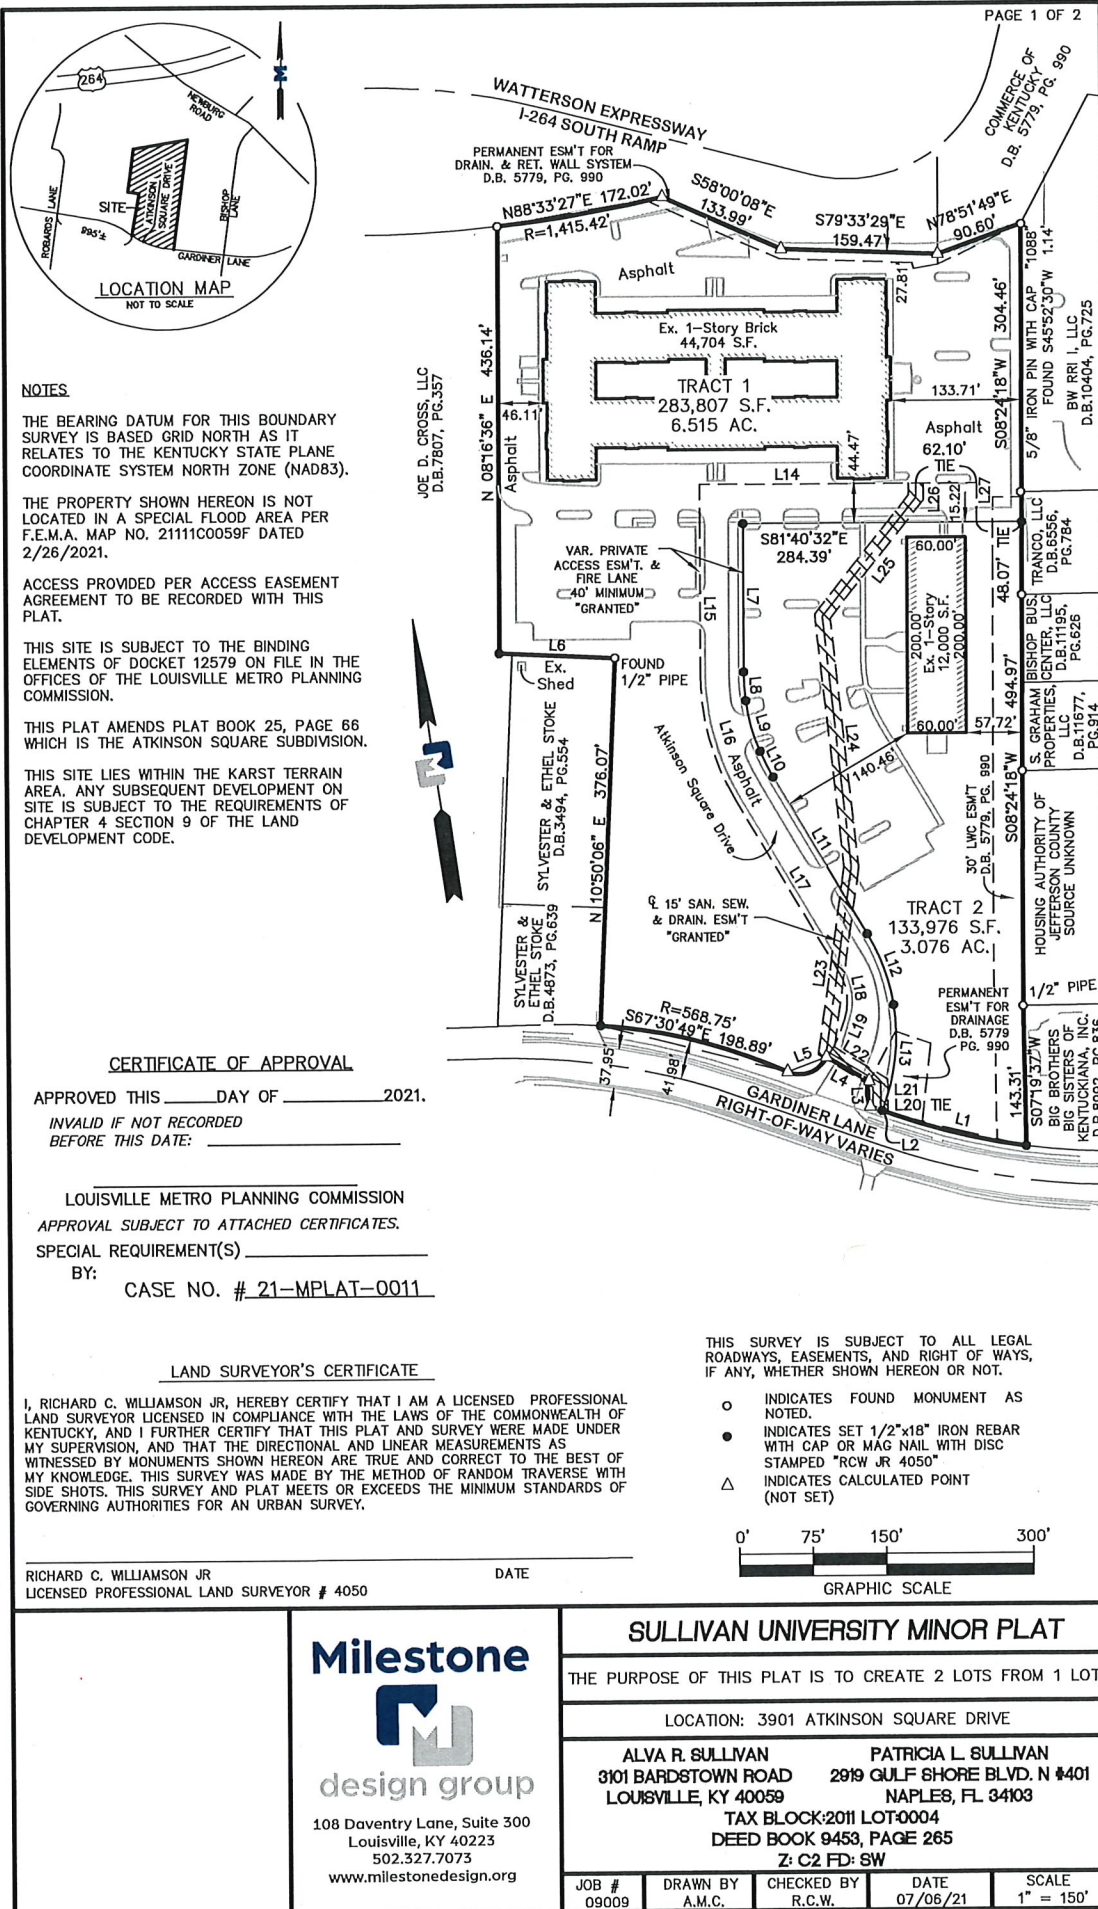 PAGE 1 OF 2
264
NEWBURG
ROAD
ROBARDS LANE
SITE
ATKINSON
SQUARE DRIVE
BISHOP
LANE
895'±
GARDINER LANE
LOCATION MAP
NOT TO SCALE
M
WATTERSON EXPRESSWAY
I-264 SOUTH RAMP
COMMERCE OF
KENTUCKY
D.B. 5779, PG. 990
PERMANENT ESM'T FOR
DRAIN. & RET. WALL SYSTEM
D.B. 5779, PG. 990
N88°33'27"E 172.02'
R=1,415.42'
S58°00'08"E
133.99'
S79°33'29"E
159.47'
N78°51'49"E
90.60'
27.81'
Asphalt
Ex. 1-Story Brick
44,704 S.F.
TRACT 1
283,807 S.F.
6.515 AC.
46.11'
Asphalt
133.71'
Asphalt
44.47'
N 08°16'36" E 436.14'
JOE D. CROSS, LLC
D.B.7807, PG.357
S08°24'18"W 304.46'
5/8" IRON PIN WITH CAP "1088"
FOUND S45°52'30"W 1.14'
BW RRI I, LLC
D.B.10404, PG.725
62.10'
TIE
L14
L26
15.22'
L27
S81°40'32"E
284.39'
L25
TIE
48.07'
TRANCO, LLC
D.B.6556,
PG.784
VAR. PRIVATE
ACCESS ESM'T. &
FIRE LANE
40' MINIMUM
"GRANTED"
L15
L7
60.00'
200.00'
Ex. 1-Story
12,000 S.F.
200.00'
60.00'
57.72'
BISHOP BUS.
CENTER, LLC
D.B.11195,
PG.626
494.97'
S08°24'18"W
S. GRAHAM
PROPERTIES,
LLC
D.B.11677,
PG.914
L6
Ex.
Shed
FOUND
1/2" PIPE
L8
L9
L10
L16
Asphalt
L24
140.46'
Atkinson Square Drive
L11
L17
SYLVESTER & ETHEL STOKE
D.B.3494, PG.554
N 10°50'06" E 376.07'
SYLVESTER &
ETHEL STOKE
D.B.4873, PG.639
30' LWC ESM'T
D.B. 5779, PG. 990
HOUSING AUTHORITY OF
JEFFERSON COUNTY
SOURCE UNKNOWN
℄ 15' SAN. SEW.
& DRAIN. ESM'T
"GRANTED"
TRACT 2
133,976 S.F.
3.076 AC.
L12
L23
L18
L19
PERMANENT
ESM'T FOR
DRAINAGE
D.B. 5779
PG. 990
1/2" PIPE
R=568.75'
S67°30'49"E 198.89'
37.95'
41.98'
L5
L22
L4
L3
L13
L21
L20 TIE
L1
L2
GARDINER LANE
RIGHT-OF-WAY VARIES
143.31'
S07°19'37"W
BIG BROTHERS
BIG SISTERS OF
KENTUCKIANA, INC.
NOTES
THE BEARING DATUM FOR THIS BOUNDARY
SURVEY IS BASED GRID NORTH AS IT
RELATES TO THE KENTUCKY STATE PLANE
COORDINATE SYSTEM NORTH ZONE (NAD83).
THE PROPERTY SHOWN HEREON IS NOT
LOCATED IN A SPECIAL FLOOD AREA PER
F.E.M.A. MAP NO. 21111C0059F DATED
2/26/2021.
ACCESS PROVIDED PER ACCESS EASEMENT
AGREEMENT TO BE RECORDED WITH THIS
PLAT.
THIS SITE IS SUBJECT TO THE BINDING
ELEMENTS OF DOCKET 12579 ON FILE IN THE
OFFICES OF THE LOUISVILLE METRO PLANNING
COMMISSION.
THIS PLAT AMENDS PLAT BOOK 25, PAGE 66
WHICH IS THE ATKINSON SQUARE SUBDIVISION.
THIS SITE LIES WITHIN THE KARST TERRAIN
AREA. ANY SUBSEQUENT DEVELOPMENT ON
SITE IS SUBJECT TO THE REQUIREMENTS OF
CHAPTER 4 SECTION 9 OF THE LAND
DEVELOPMENT CODE.
CERTIFICATE OF APPROVAL
APPROVED THIS ____DAY OF ________2021.
INVALID IF NOT RECORDED
BEFORE THIS DATE:
LOUISVILLE METRO PLANNING COMMISSION
APPROVAL SUBJECT TO ATTACHED CERTIFICATES.
SPECIAL REQUIREMENT(S)
BY:
CASE NO. # 21-MPLAT-0011
LAND SURVEYOR'S CERTIFICATE
I, RICHARD C. WILLIAMSON JR, HEREBY CERTIFY THAT I AM A LICENSED PROFESSIONAL
LAND SURVEYOR LICENSED IN COMPLIANCE WITH THE LAWS OF THE COMMONWEALTH OF
KENTUCKY, AND I FURTHER CERTIFY THAT THIS PLAT AND SURVEY WERE MADE UNDER
MY SUPERVISION, AND THAT THE DIRECTIONAL AND LINEAR MEASUREMENTS AS
WITNESSED BY MONUMENTS SHOWN HEREON ARE TRUE AND CORRECT TO THE BEST OF
MY KNOWLEDGE. THIS SURVEY WAS MADE BY THE METHOD OF RANDOM TRAVERSE WITH
SIDE SHOTS. THIS SURVEY AND PLAT MEETS OR EXCEEDS THE MINIMUM STANDARDS OF
GOVERNING AUTHORITIES FOR AN URBAN SURVEY.
RICHARD C. WILLIAMSON JR DATE
LICENSED PROFESSIONAL LAND SURVEYOR # 4050
THIS SURVEY IS SUBJECT TO ALL LEGAL
ROADWAYS, EASEMENTS, AND RIGHT OF WAYS,
IF ANY, WHETHER SHOWN HEREON OR NOT.
INDICATES FOUND MONUMENT AS
NOTED.
INDICATES SET 1/2"x18" IRON REBAR
WITH CAP OR MAG NAIL WITH DISC
STAMPED "RCW JR 4050"
INDICATES CALCULATED POINT
(NOT SET)
0' 75' 150' 300'
GRAPHIC SCALE
Milestone
design group
108 Daventry Lane, Suite 300
Louisville, KY 40223
502.327.7073
www.milestonedesign.org
SULLIVAN UNIVERSITY MINOR PLAT
THE PURPOSE OF THIS PLAT IS TO CREATE 2 LOTS FROM 1 LOT
LOCATION: 3901 ATKINSON SQUARE DRIVE
ALVA R. SULLIVAN PATRICIA L. SULLIVAN
3101 BARDSTOWN ROAD 2919 GULF SHORE BLVD. N #401
LOUISVILLE, KY 40059 NAPLES, FL 34103
TAX BLOCK:2011 LOT:0004
DEED BOOK 9453, PAGE 265
Z: C2 FD: SW
JOB # DRAWN BY CHECKED BY DATE SCALE
09009 A.M.C. R.C.W. 07/06/21 1" = 150'